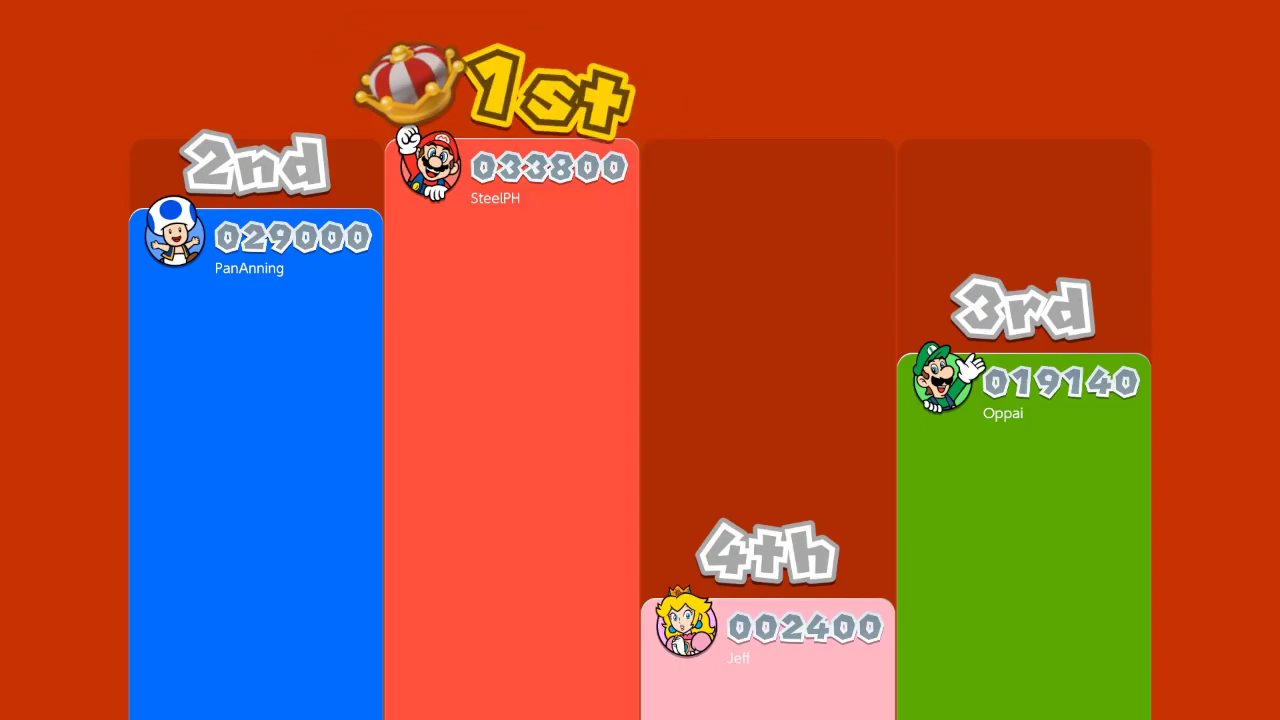 1st
033800
SteelPH
2nd
029000
PanAnning
3rd
019140
Oppai
4th
002400
Jeff